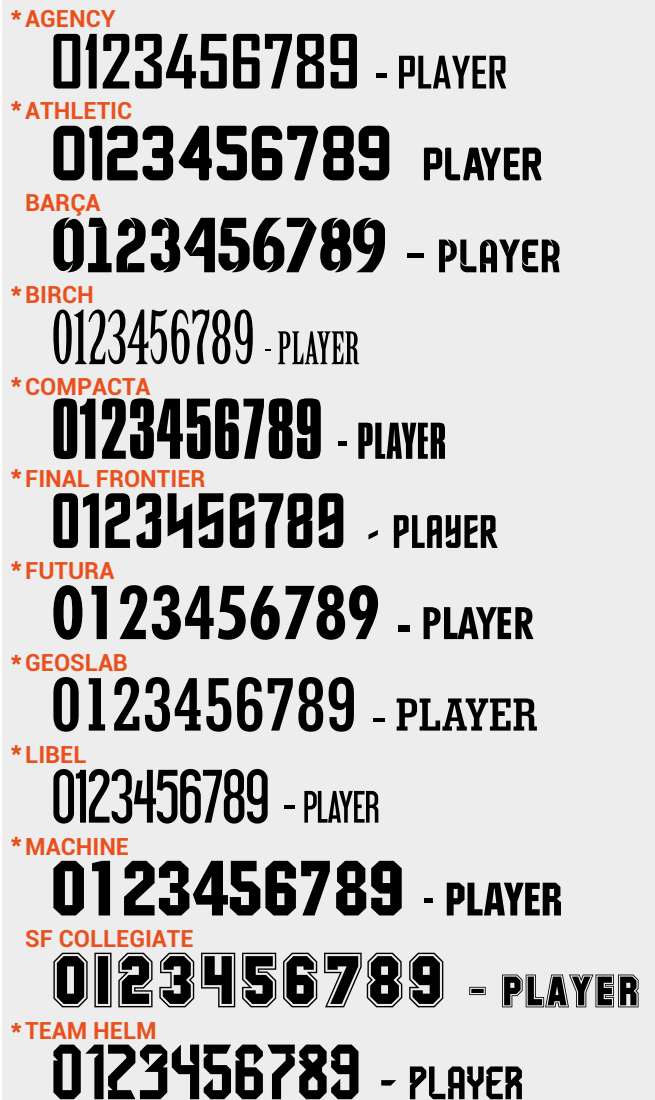 *AGENCY
0123456789 - PLAYER
*ATHLETIC
0123456789 PLAYER
BARÇA
0123456789 - PLAYER
*BIRCH
0123456789 - PLAYER
*COMPACTA
0123456789 - PLAYER
*FINAL FRONTIER
0123456789 - PLAYER
*FUTURA
0123456789 - PLAYER
*GEOSLAB
0123456789 - PLAYER
*LIBEL
0123456789 - PLAYER
*MACHINE
0123456789 - PLAYER
SF COLLEGIATE
0123456789 - PLAYER
*TEAM HELM
0123456789 - PLAYER